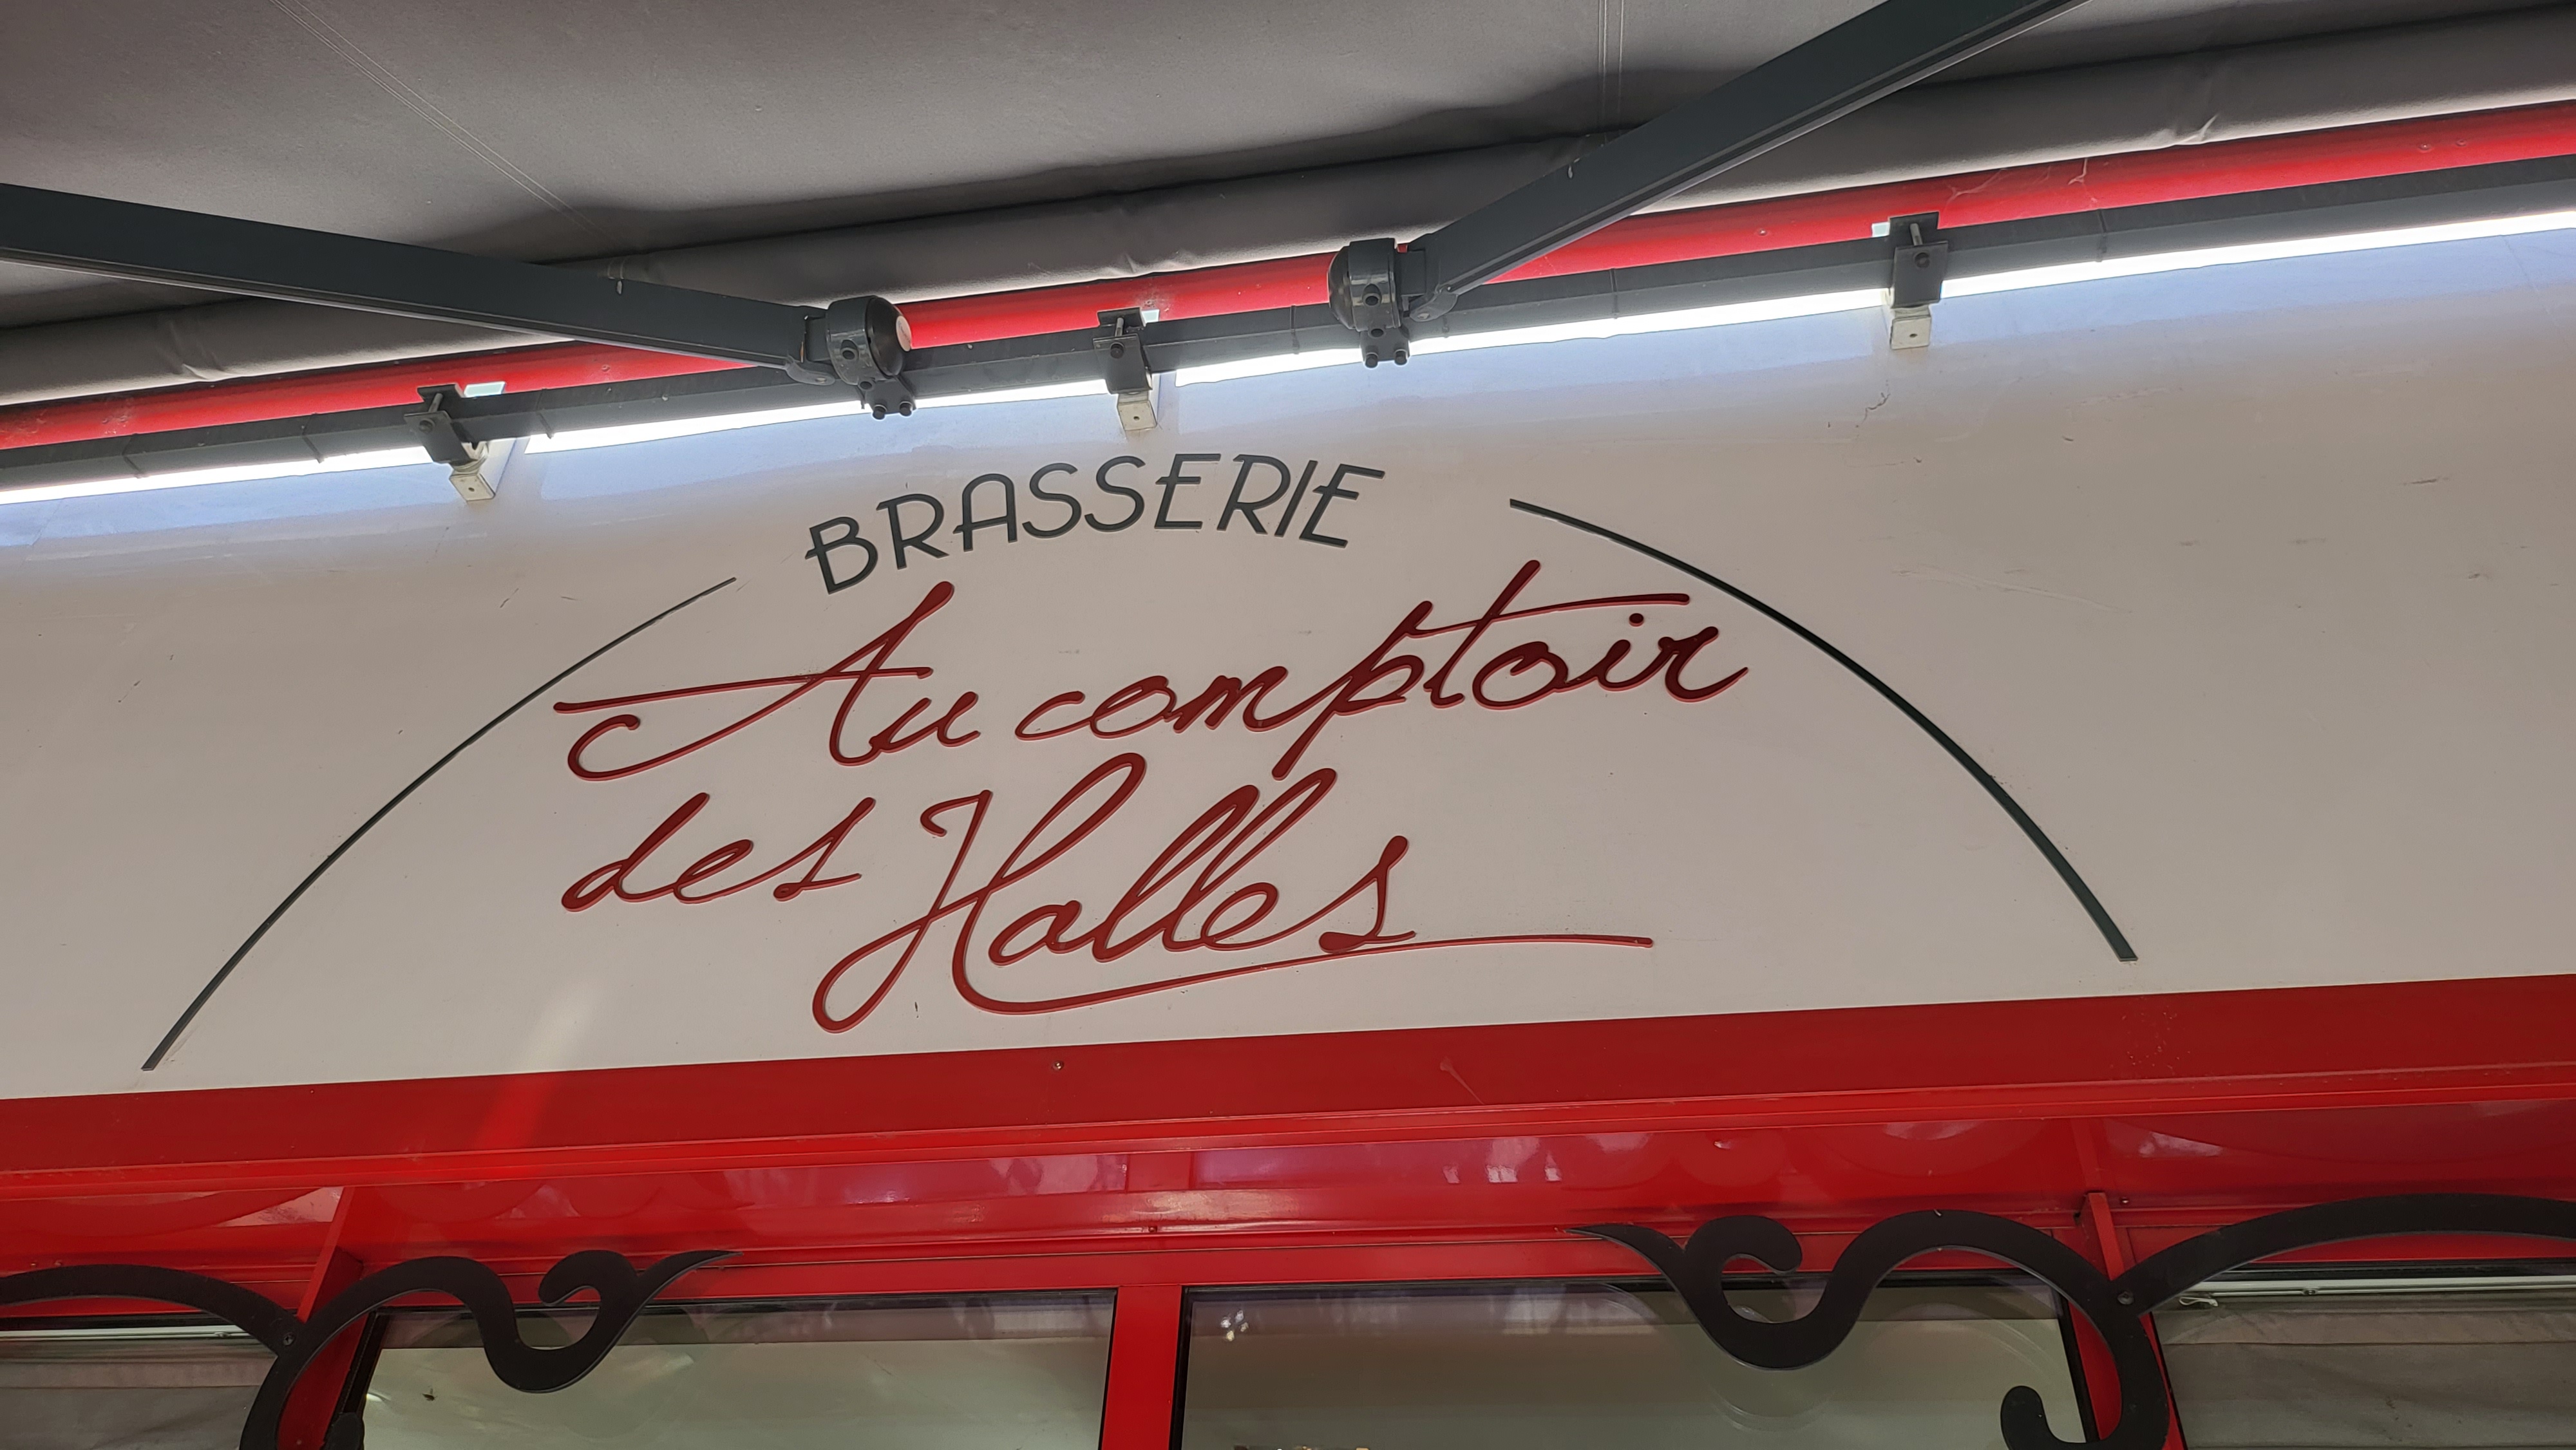 BRASSERIE
Au comptoir
des Halles